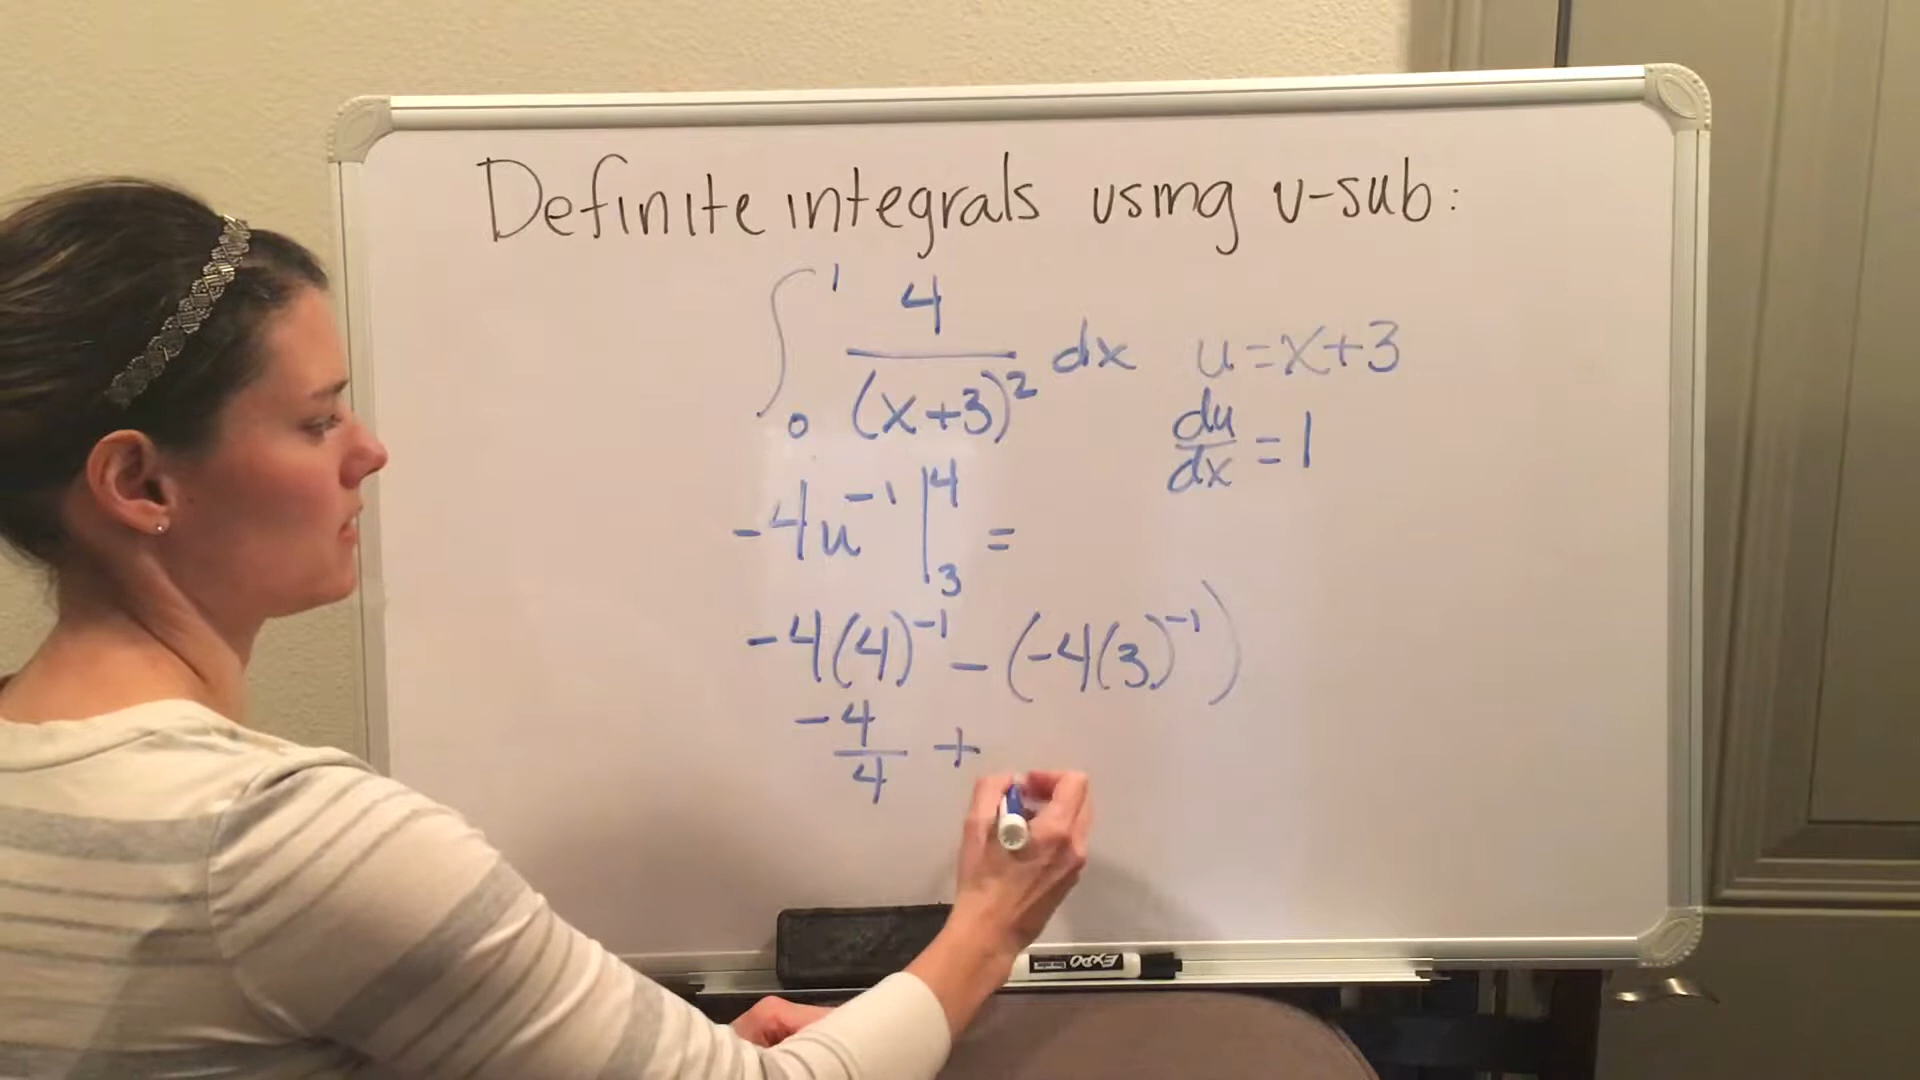 Definite integrals using u-sub:
∫₀¹ 4/(x+3)² dx  u=x+3
du/dx = 1
-4u⁻¹ |₃⁴ =
-4(4)⁻¹ - (-4(3)⁻¹)
-4/4 +
EXPO